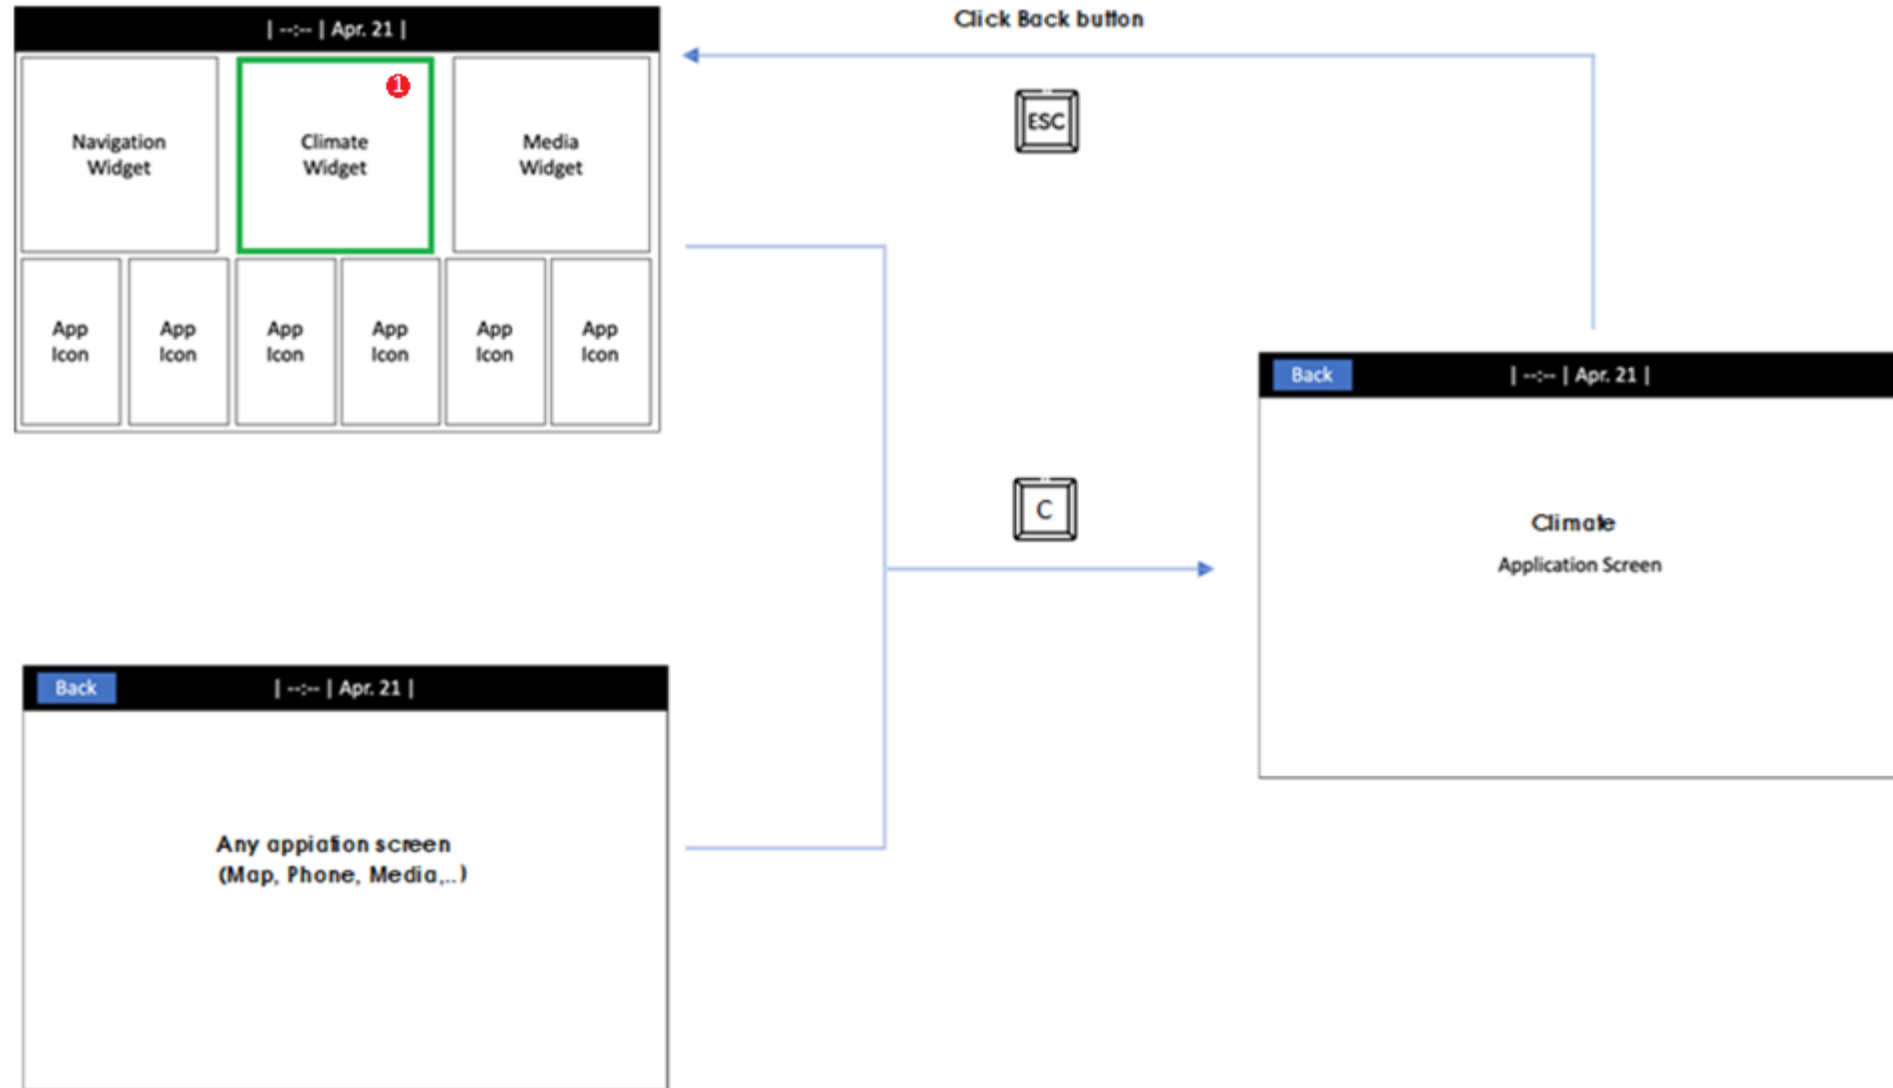 | --:-- | Apr. 21 |
1
Navigation
Widget
Climate
Widget
Media
Widget
App
Icon
App
Icon
App
Icon
App
Icon
App
Icon
App
Icon
Click Back button
ESC
C
Back
| --:-- | Apr. 21 |
Climate
Application Screen
Back
| --:-- | Apr. 21 |
Any appiation screen
(Map, Phone, Media,..)